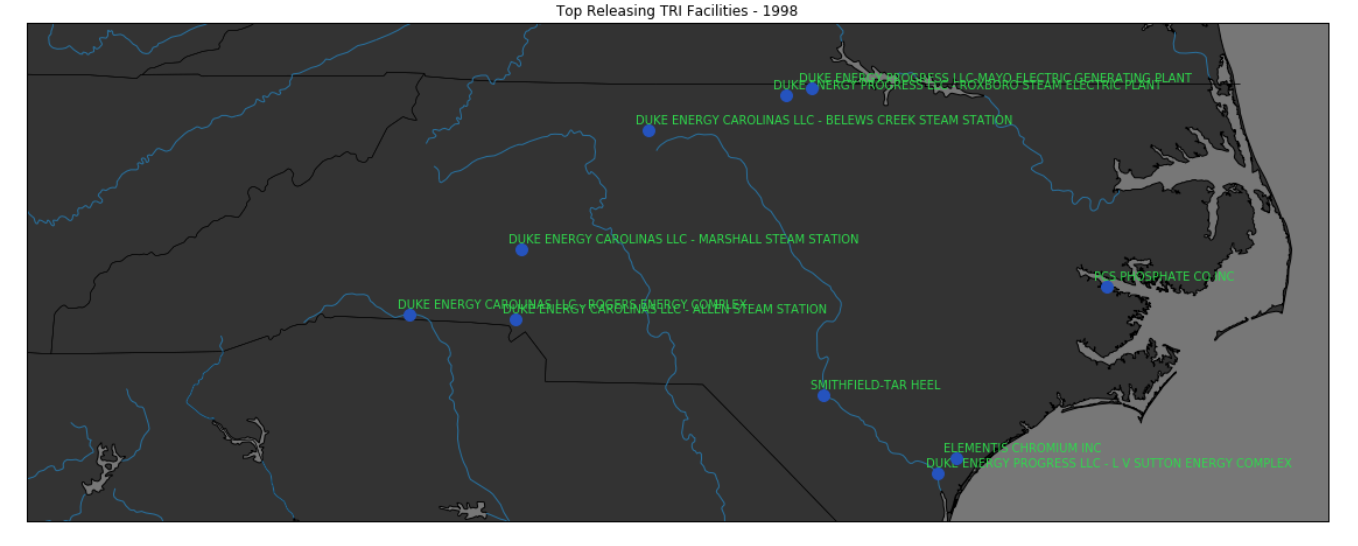 Top Releasing TRI Facilities - 1998
DUKE ENERGY PROGRESS LLC-MAYO ELECTRIC GENERATING PLANT
DUKE ENERGY PROGRESS LLC - ROXBORO STEAM ELECTRIC PLANT
DUKE ENERGY CAROLINAS LLC - BELEWS CREEK STEAM STATION
DUKE ENERGY CAROLINAS LLC - MARSHALL STEAM STATION
PCS PHOSPHATE CO INC
DUKE ENERGY CAROLINAS LLC - ROGERS ENERGY COMPLEX
DUKE ENERGY CAROLINAS LLC - ALLEN STEAM STATION
SMITHFIELD-TAR HEEL
ELEMENTIS CHROMIUM INC
DUKE ENERGY PROGRESS LLC - L V SUTTON ENERGY COMPLEX